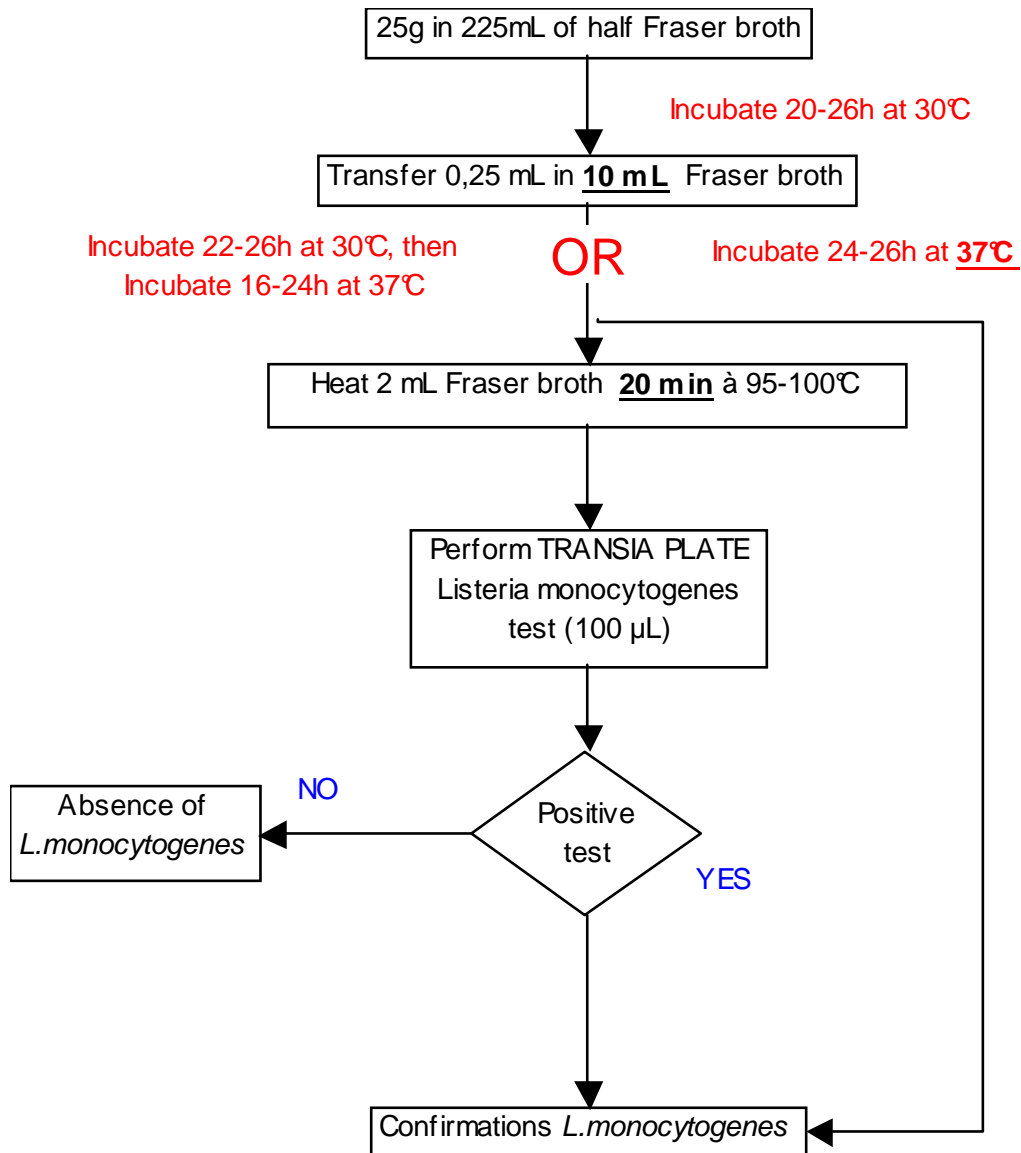 25g in 225mL of half Fraser broth
Incubate 20-26h at 30°C
Transfer 0,25 mL in 10 mL Fraser broth
Incubate 22-26h at 30°C, then
Incubate 16-24h at 37°C
OR
Incubate 24-26h at 37°C
Heat 2 mL Fraser broth 20 min à 95-100°C
Perform TRANSIA PLATE
Listeria monocytogenes
test (100 µL)
NO
Absence of
L.monocytogenes
Positive
test
YES
Confirmations L.monocytogenes